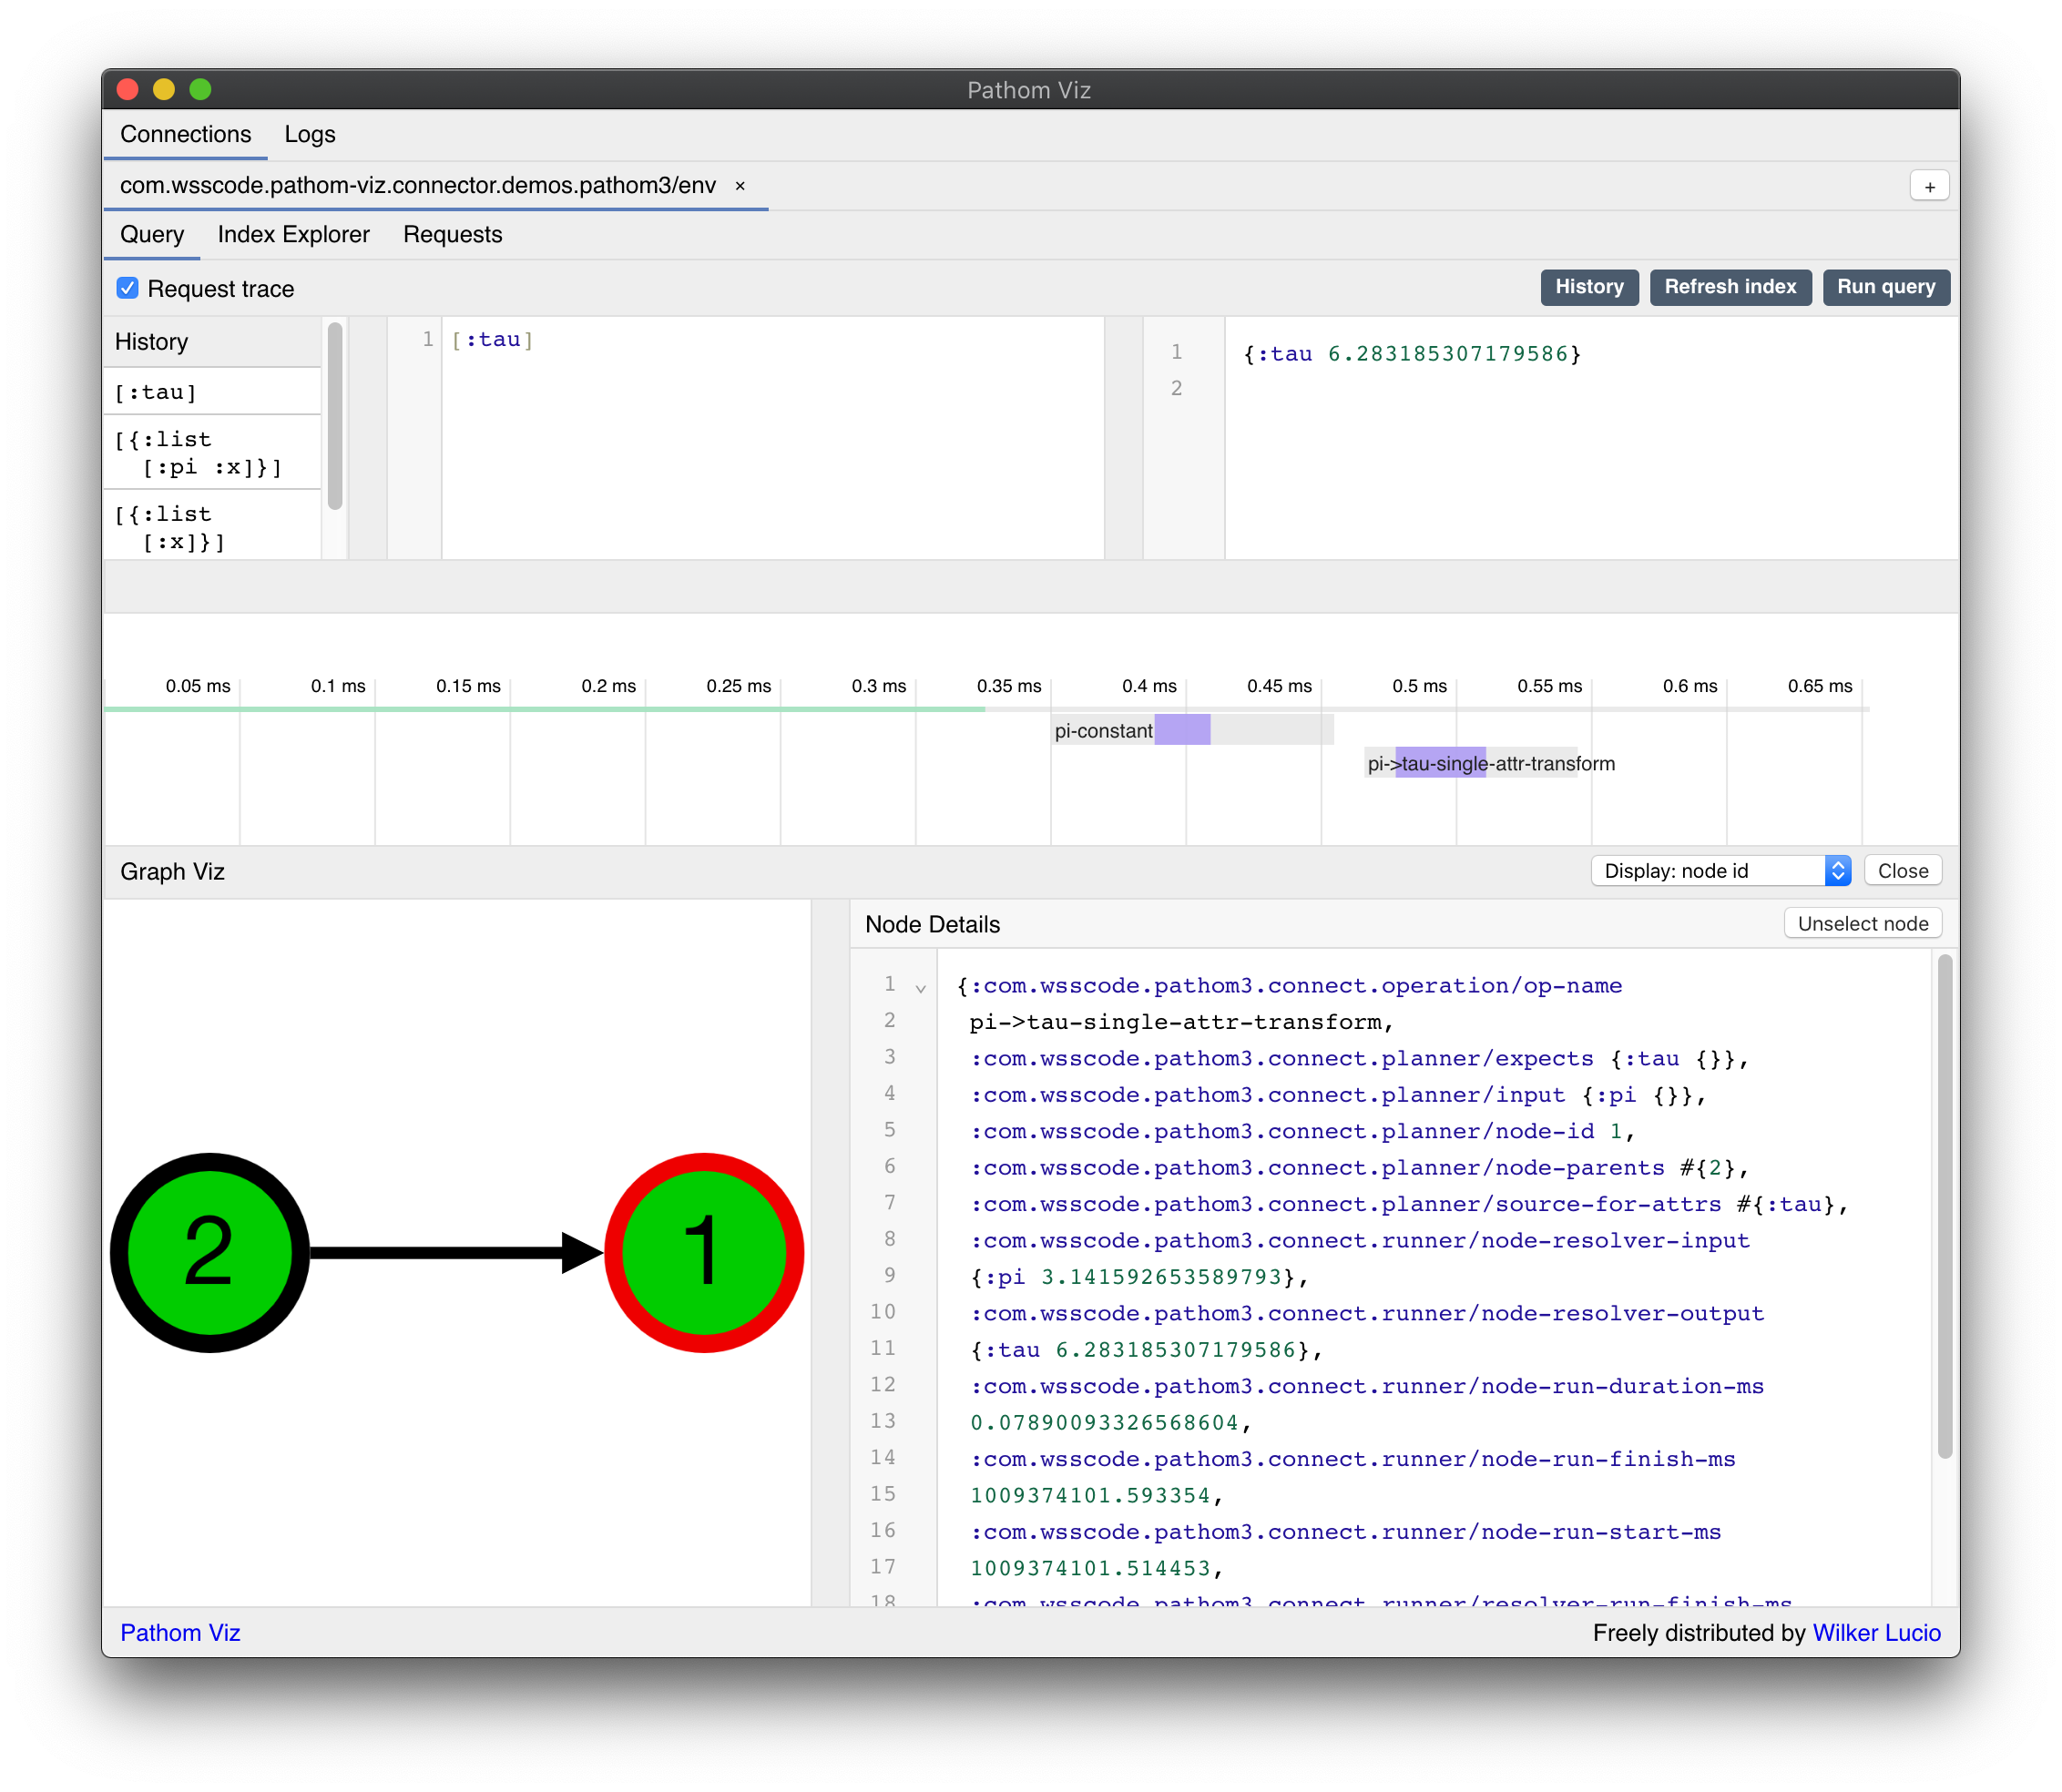 Pathom Viz
Connections Logs
com.wsscode.pathom-viz.connector.demos.pathom3/env × +
Query Index Explorer Requests
Request trace History Refresh index Run query
History
[:tau]
[{:list
[:pi :x]}]
[{:list
[:x]}]
1 [:tau]
1 {:tau 6.283185307179586}
2
0.05 ms 0.1 ms 0.15 ms 0.2 ms 0.25 ms 0.3 ms 0.35 ms 0.4 ms 0.45 ms 0.5 ms 0.55 ms 0.6 ms 0.65 ms
pi-constant
pi->tau-single-attr-transform
Graph Viz Display: node id Close
2 1
Node Details Unselect node
1 {:com.wsscode.pathom3.connect.operation/op-name
2 pi->tau-single-attr-transform,
3 :com.wsscode.pathom3.connect.planner/expects {:tau {}},
4 :com.wsscode.pathom3.connect.planner/input {:pi {}},
5 :com.wsscode.pathom3.connect.planner/node-id 1,
6 :com.wsscode.pathom3.connect.planner/node-parents #{2},
7 :com.wsscode.pathom3.connect.planner/source-for-attrs #{:tau},
8 :com.wsscode.pathom3.connect.runner/node-resolver-input
9 {:pi 3.141592653589793},
10 :com.wsscode.pathom3.connect.runner/node-resolver-output
11 {:tau 6.283185307179586},
12 :com.wsscode.pathom3.connect.runner/node-run-duration-ms
13 0.07890093326568604,
14 :com.wsscode.pathom3.connect.runner/node-run-finish-ms
15 1009374101.593354,
16 :com.wsscode.pathom3.connect.runner/node-run-start-ms
17 1009374101.514453,
18 :com.wsscode.pathom3.connect.runner/resolver-run-finish-ms
Pathom Viz Freely distributed by Wilker Lucio